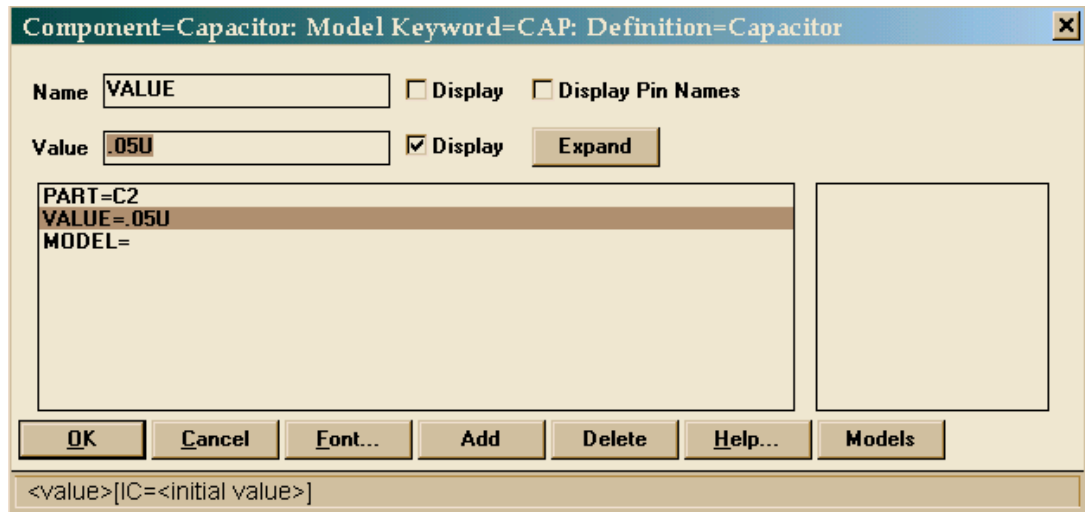 Component=Capacitor: Model Keyword=CAP: Definition=Capacitor
Name VALUE Display Display Pin Names
Value .05U Display Expand
PART=C2
VALUE=.05U
MODEL=
OK Cancel Font... Add Delete Help... Models
<value>[IC=<initial value>]